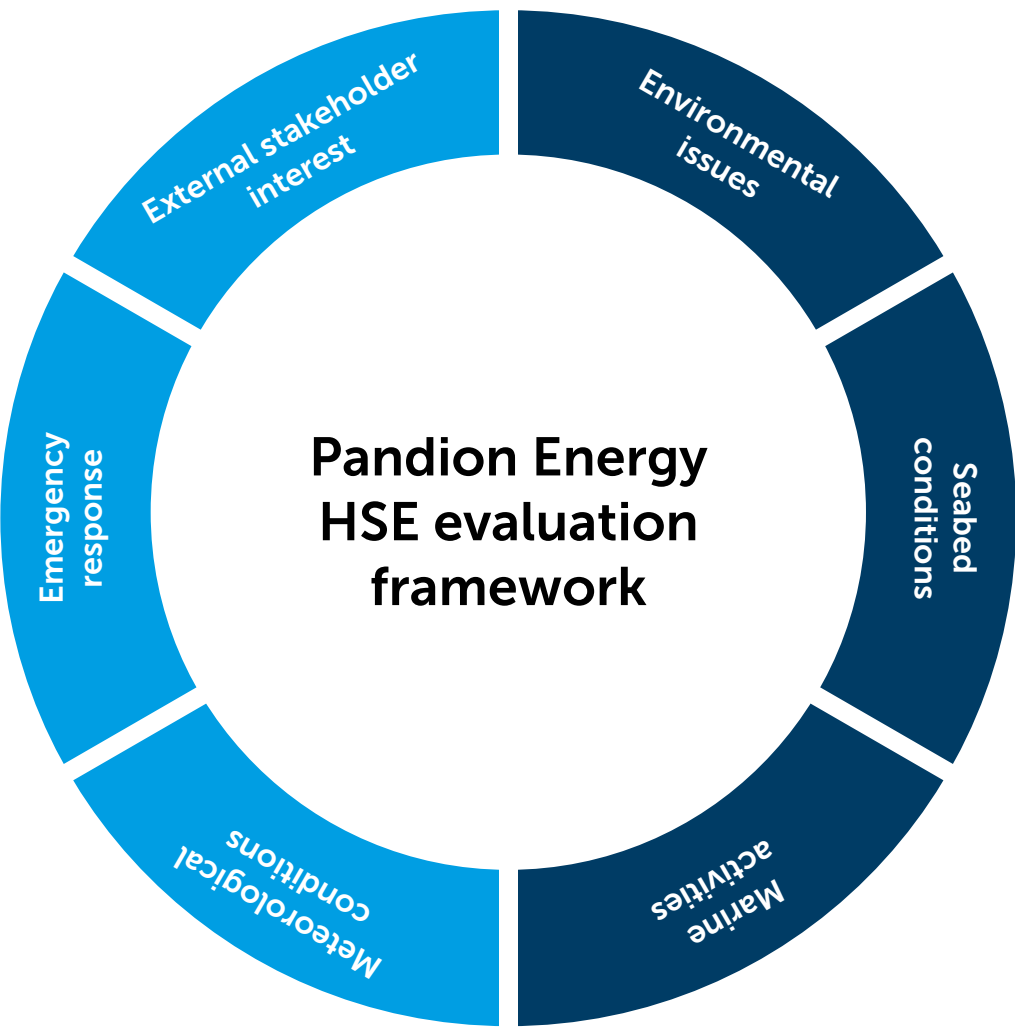 Pandion Energy
HSE evaluation
framework
Environmental
issues
Seabed
conditions
Marine
activities
Meteorological
conditions
Emergency
response
External stakeholder
interest